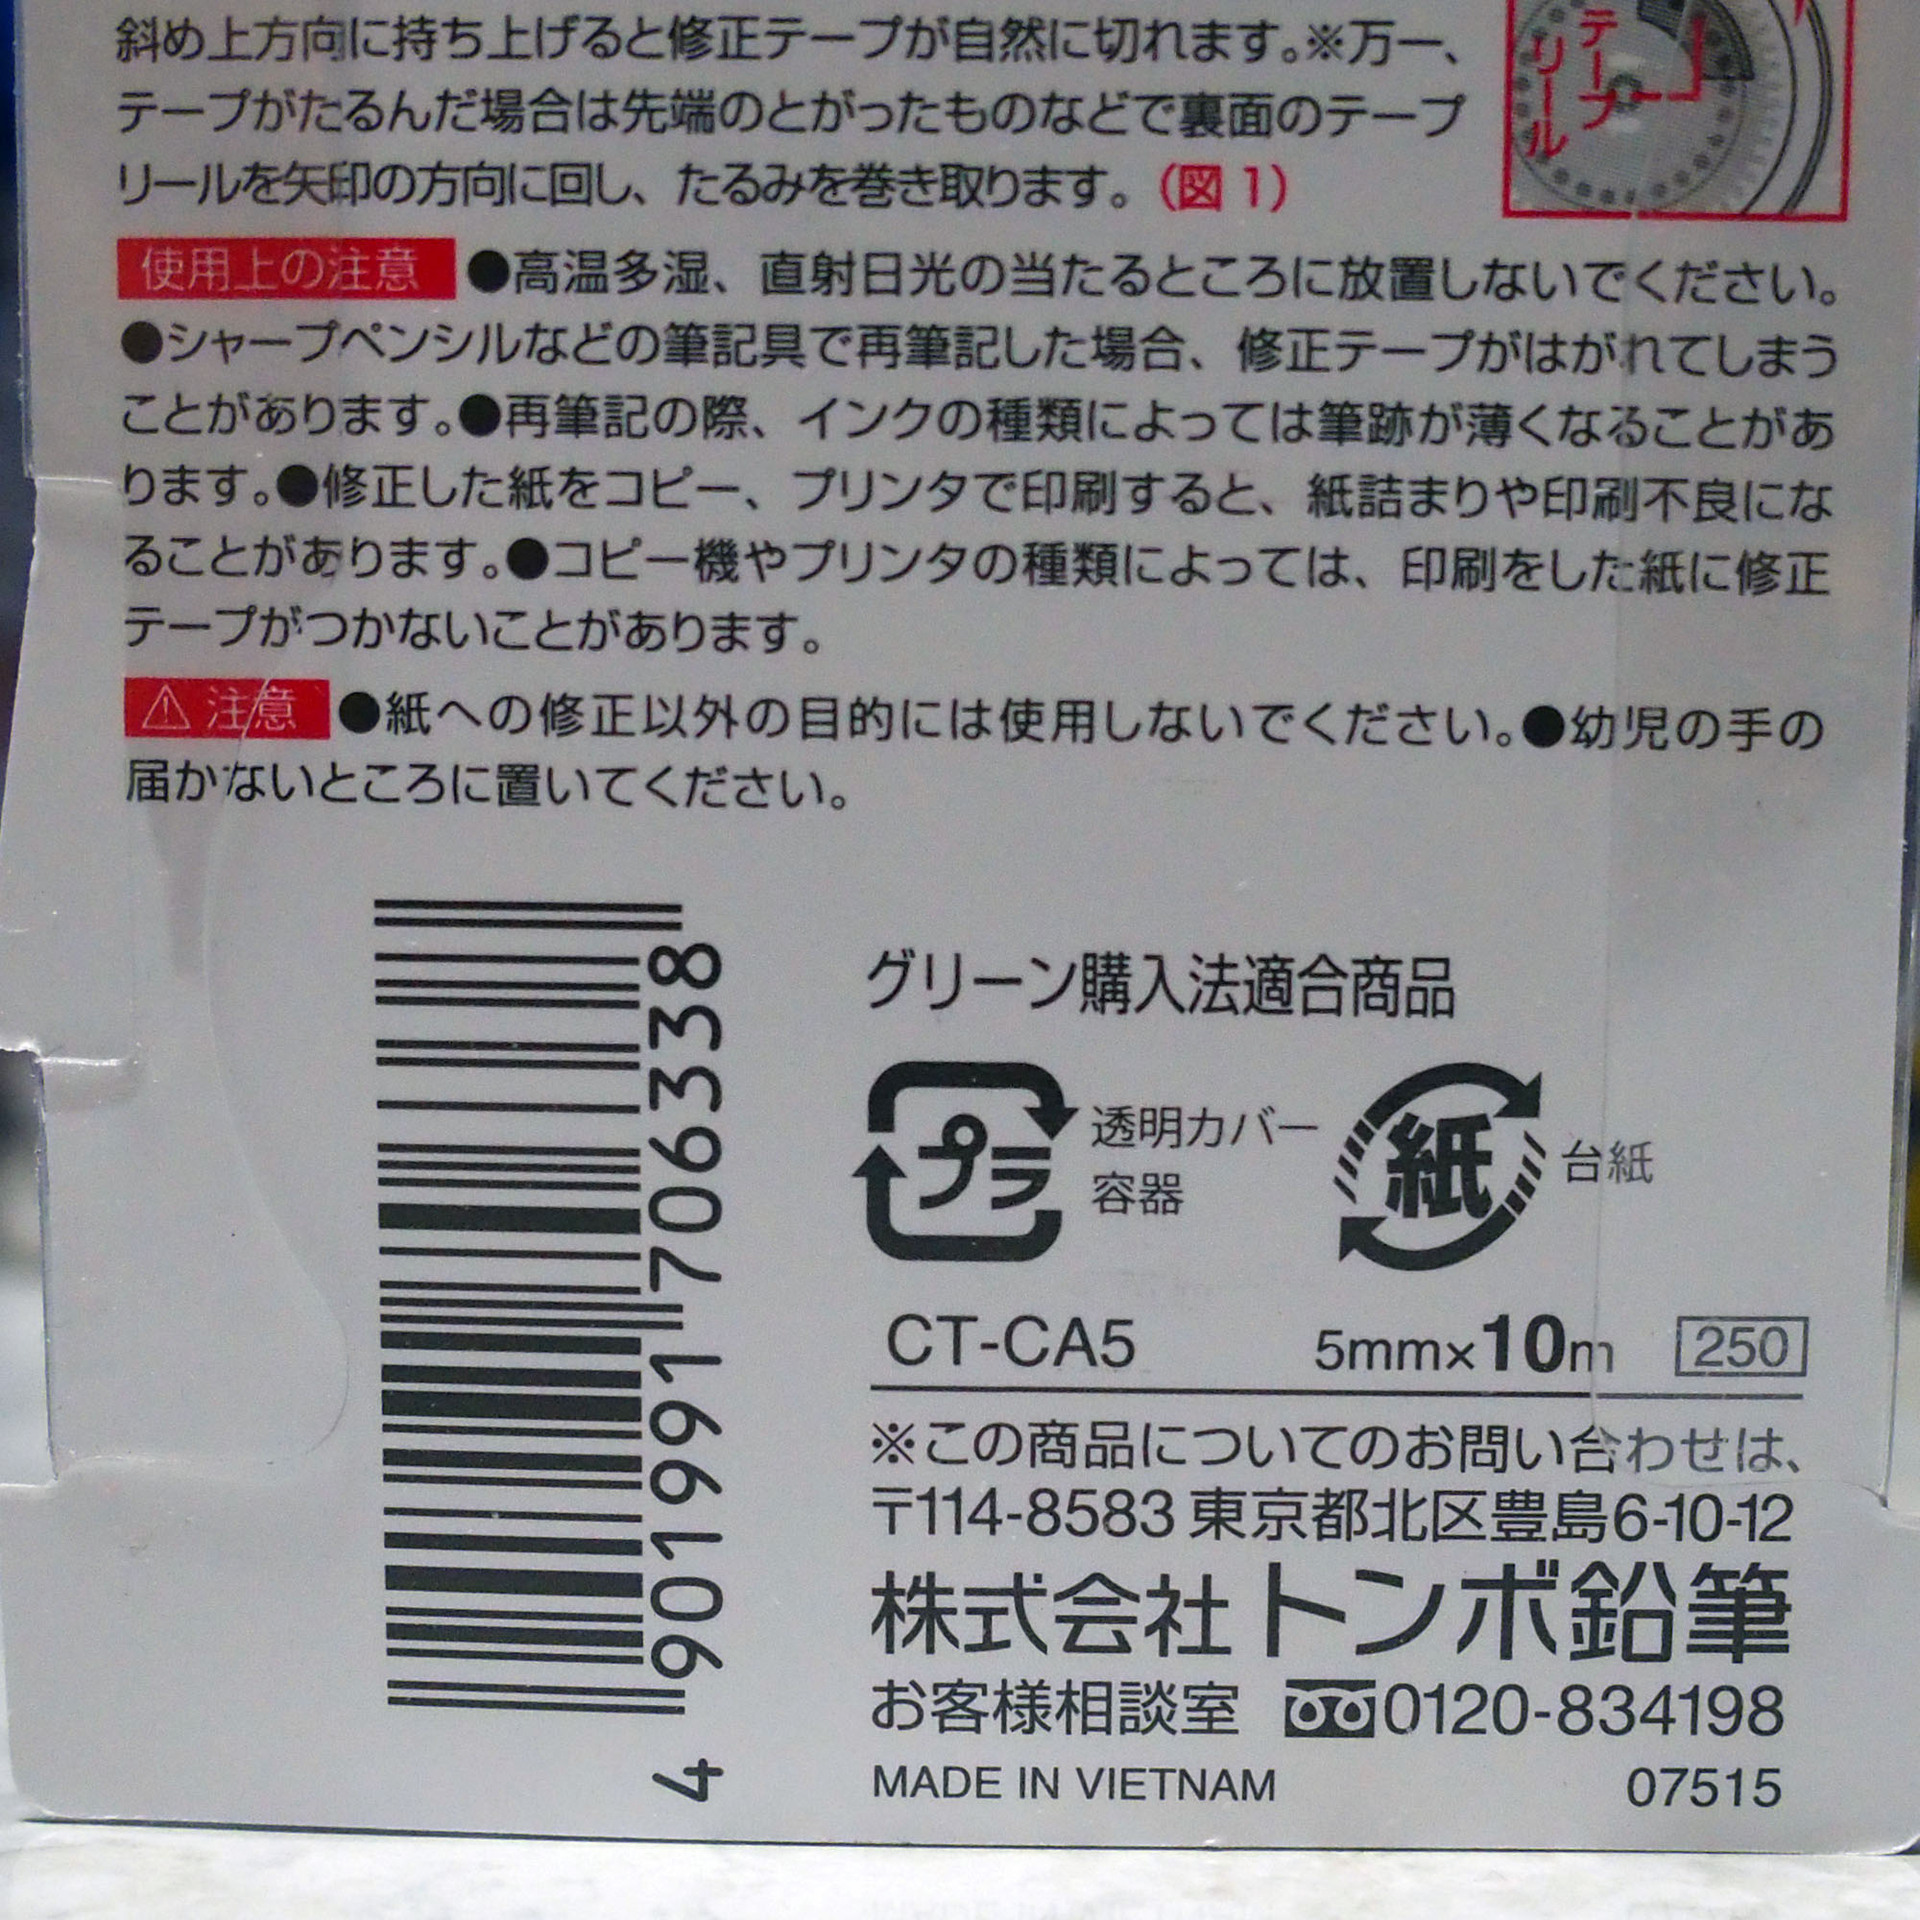 斜め上方向に持ち上げると修正テープが自然に切れます。※万一、
テープがたるんだ場合は先端のとがったものなどで裏面のテープ
リールを矢印の方向に回し、たるみを巻き取ります。(図1)
テープ
リール
使用上の注意 ●高温多湿、直射日光の当たるところに放置しないでください。
●シャープペンシルなどの筆記具で再筆記した場合、修正テープがはがれてしまう
ことがあります。●再筆記の際、インクの種類によっては筆跡が薄くなることがあ
ります。●修正した紙をコピー、プリンタで印刷すると、紙詰まりや印刷不良にな
ることがあります。●コピー機やプリンタの種類によっては、印刷をした紙に修正
テープがつかないことがあります。
⚠注意 ●紙への修正以外の目的には使用しないでください。●幼児の手の
届かないところに置いてください。
4 901991 706338
グリーン購入法適合商品
プラ 透明カバー
容器
紙 台紙
CT-CA5 5mm×10m 250
※この商品についてのお問い合わせは、
〒114-8583 東京都北区豊島6-10-12
株式会社トンボ鉛筆
お客様相談室 0120-834198
MADE IN VIETNAM 07515